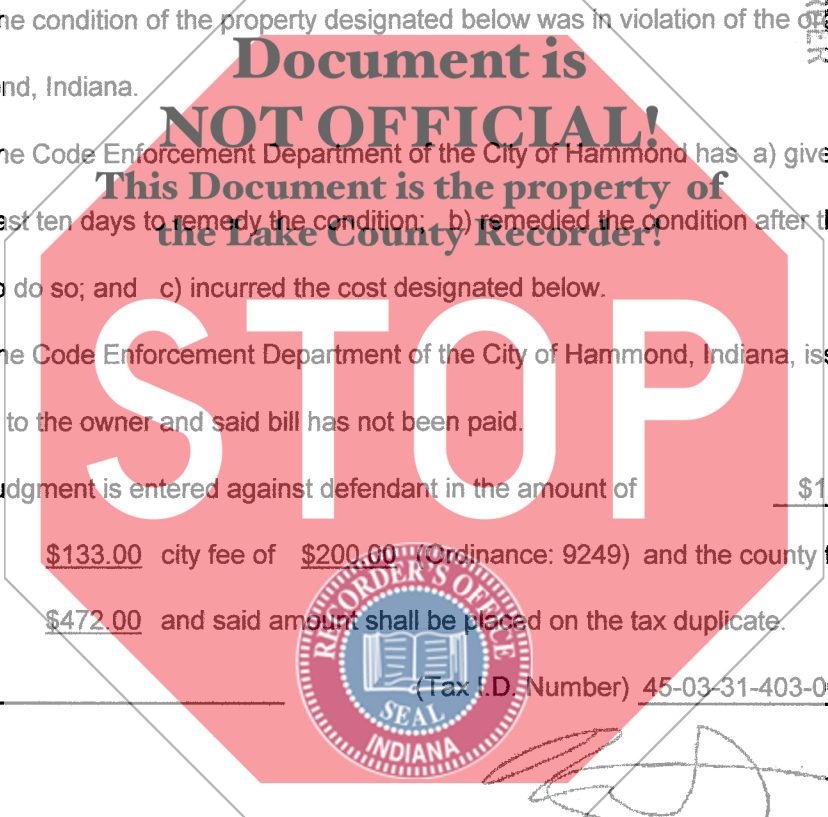 ne condition of the property designated below was in violation of the
Document is
nd, Indiana.
NOT OFFICIAL!
ne Code Enforcement Department of the City of Hammond has a) give
This Document is the property of
ast ten days to remedy the condition; b) remedied the condition after t
the Lake County Recorder!
o do so; and c) incurred the cost designated below.
STOP
ne Code Enforcement Department of the City of Hammond, Indiana, iss
to the owner and said bill has not been paid.
udgment is entered against defendant in the amount of $1
$133.00 city fee of $200.00 (Ordinance: 9249) and the county f
$472.00 and said amount shall be placed on the tax duplicate.
RECORDER'S OFFICE
(Tax I.D. Number) 45-03-31-403-0
SEAL
INDIANA